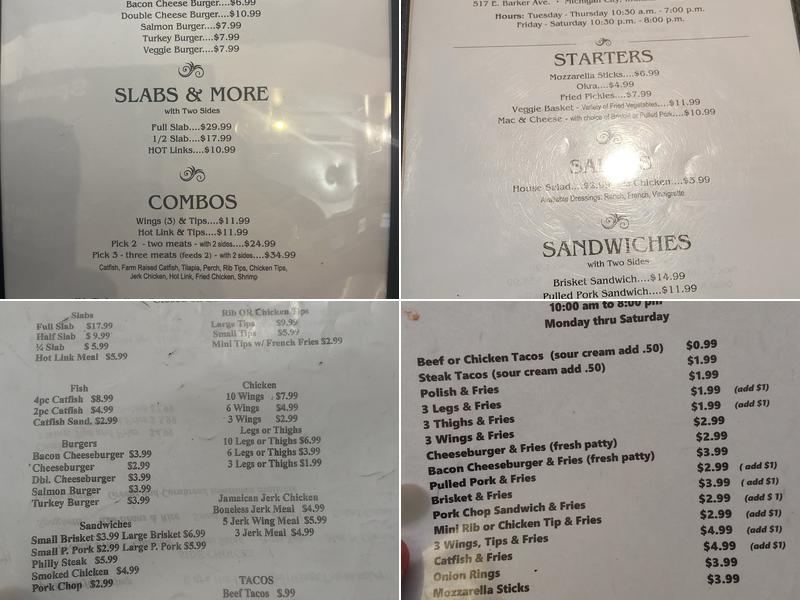 Bacon Cheese Burger....$6.99
Double Cheese Burger....$10.99
Salmon Burger....$7.99
Turkey Burger....$7.99
Veggie Burger....$7.99
SLABS & MORE
with Two Sides
Full Slab....$29.99
1/2 Slab....$17.99
HOT Links....$10.99
COMBOS
Wings (3) & Tips....$11.99
Hot Link & Tips....$11.99
Pick 2 - two meats - with 2 sides....$24.99
Pick 3 - three meats (feeds 2) - with 2 sides....$34.99
Catfish, Farm Raised Catfish, Tilapia, Perch, Rib Tips, Chicken Tips,
Jerk Chicken, Hot Link, Fried Chicken, Shrimp
517 E. Barker Ave. • Michigan City,
Hours: Tuesday - Thursday 10:30 a.m. - 7:00 p.m.
Friday - Saturday 10:30 p.m. - 8:00 p.m.
STARTERS
Mozzarella Sticks....$6.99
Okra....$4.99
Fried Pickles....$7.99
Veggie Basket - Variety of Fried Vegetables....$11.99
Mac & Cheese - with choice of Brisket or Pulled Pork....$10.99
House Salad....$2.99 Chicken....$3.99
Available Dressings: Ranch, French, Vinaigrette
SANDWICHES
with Two Sides
Brisket Sandwich....$14.99
Pulled Pork Sandwich....$11.99
Slabs
Full Slab $17.99
Half Slab $ 9.99
¼ Slab $ 5.99
Hot Link Meal $5.99
Fish
4pc Catfish $8.99
2pc Catfish $4.99
Catfish Sand. $2.99
Burgers
Bacon Cheeseburger $3.99
Cheeseburger $2.99
Dbl. Cheeseburger $3.99
Salmon Burger $3.99
Turkey Burger $3.99
Sandwiches
Small Brisket $3.99 Large Brisket $6.99
Small P. Pork $2.99 Large P. Pork $5.99
Philly Steak $5.99
Smoked Chicken $4.99
Pork Chop $2.99
Rib OR Chicken Tips
Large Tips $9.99
Small Tips $5.99
Mini Tips w/ French Fries $2.99
Chicken
10 Wings $7.99
6 Wings $4.99
3 Wings $2.99
Legs or Thighs
10 Legs or Thighs $6.99
6 Legs or Thighs $3.99
3 Legs or Thighs $1.99
Jamaican Jerk Chicken
Boneless Jerk Meal $4.99
5 Jerk Wing Meal $5.99
3 Jerk Meal $4.99
TACOS
Beef Tacos $.99
10:00 am to 8:00 pm
Monday thru Saturday
Beef or Chicken Tacos (sour cream add .50) $0.99
Steak Tacos (sour cream add .50) $1.99
Polish & Fries $1.99
3 Legs & Fries $1.99 (add $1)
3 Thighs & Fries $1.99 (add $1)
3 Wings & Fries $2.99
Cheeseburger & Fries (fresh patty) $2.99
Bacon Cheeseburger & Fries (fresh patty) $3.99
Pulled Pork & Fries $2.99 ( add $1)
Brisket & Fries $3.99 (add $1)
Pork Chop Sandwich & Fries $2.99 (add $ 1)
Mini Rib or Chicken Tip & Fries $2.99 (add $1)
3 Wings, Tips & Fries $4.99 (add $1)
Catfish & Fries $4.99 (add $1)
Onion Rings $3.99
Mozzarella Sticks $3.99